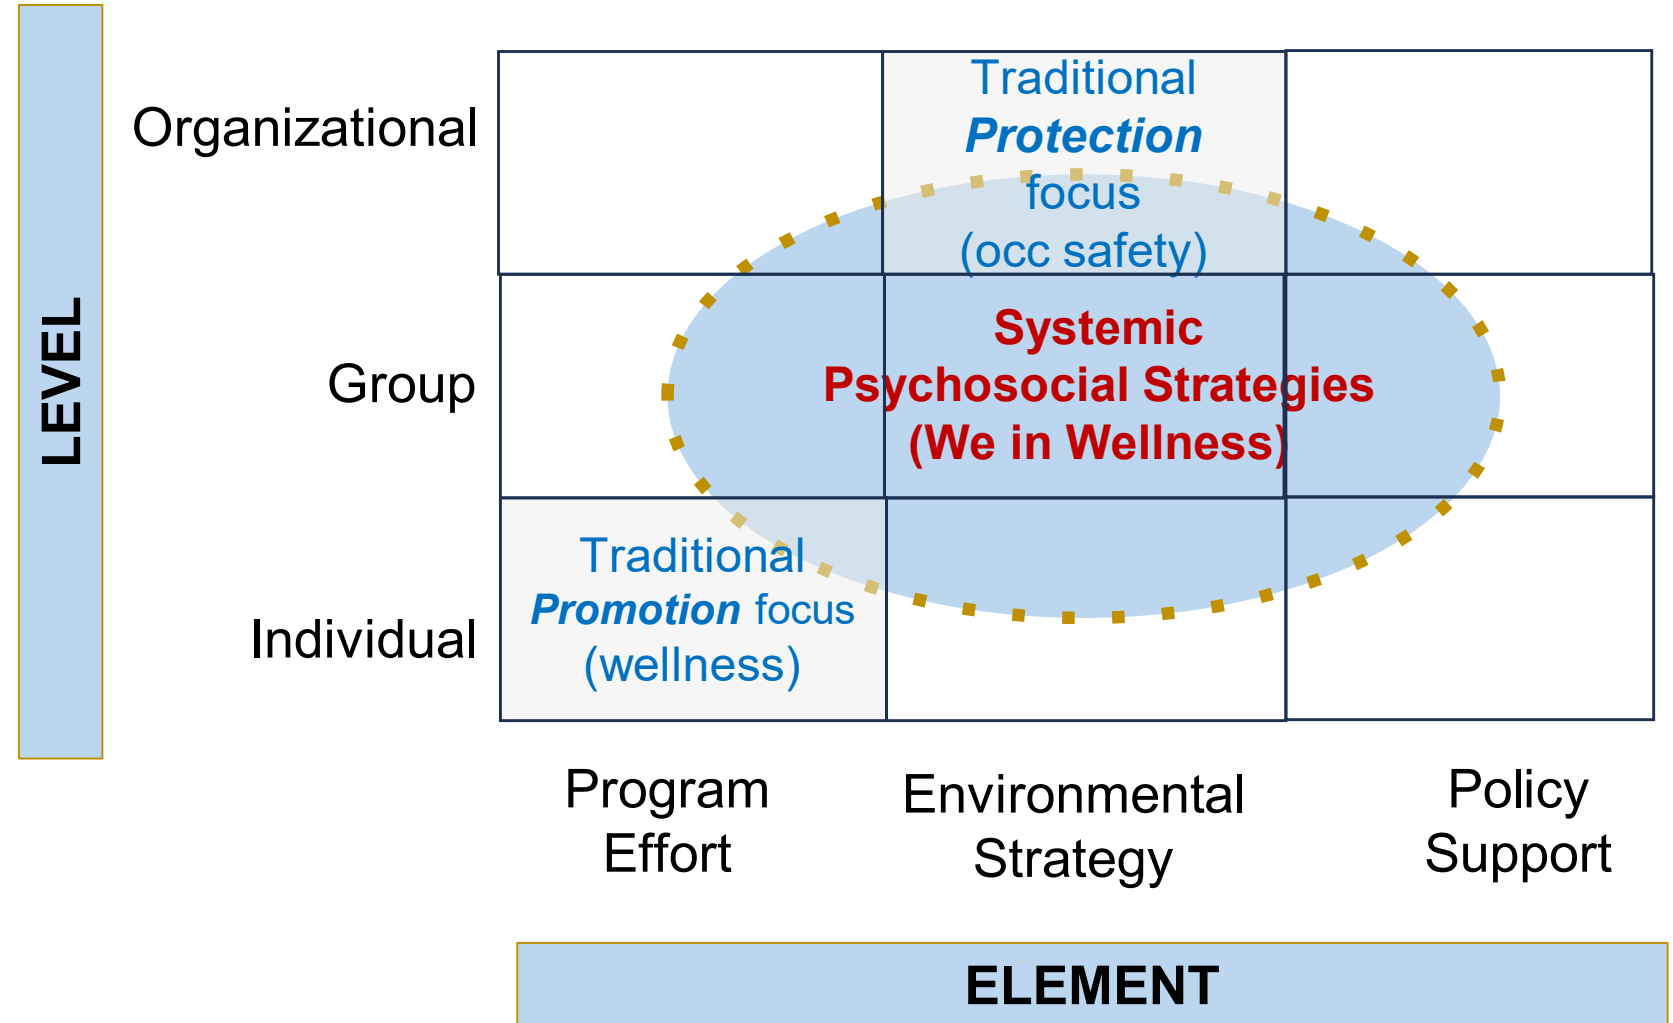 LEVEL
Organizational
Traditional
Protection
focus
(occ safety)
Group
Systemic
Psychosocial Strategies
(We in Wellness)
Individual
Traditional
Promotion focus
(wellness)
Program
Effort
Environmental
Strategy
Policy
Support
ELEMENT